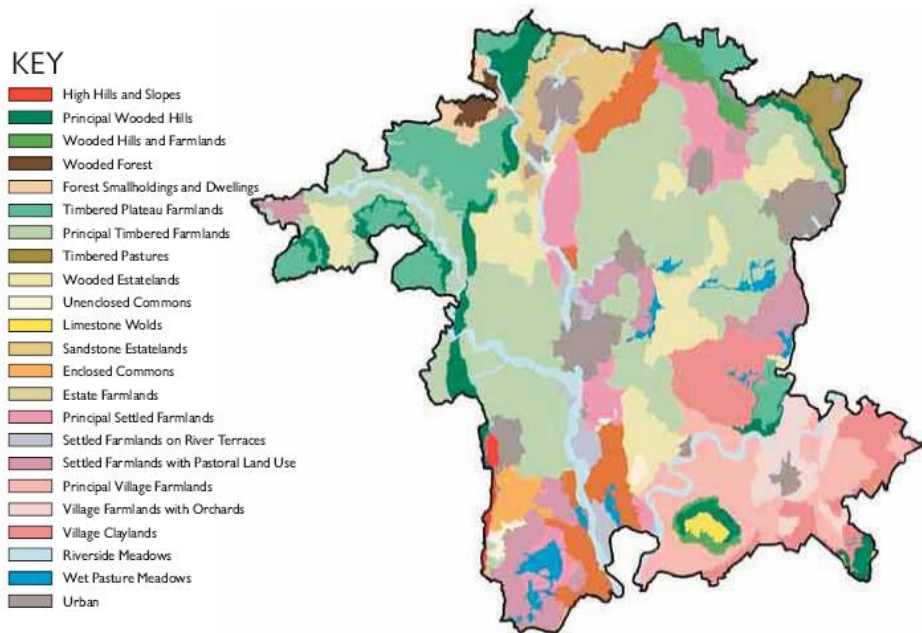 KEY
High Hills and Slopes
Principal Wooded Hills
Wooded Hills and Farmlands
Wooded Forest
Forest Smallholdings and Dwellings
Timbered Plateau Farmlands
Principal Timbered Farmlands
Timbered Pastures
Wooded Estatelands
Unenclosed Commons
Limestone Wolds
Sandstone Estatelands
Enclosed Commons
Estate Farmlands
Principal Settled Farmlands
Settled Farmlands on River Terraces
Settled Farmlands with Pastoral Land Use
Principal Village Farmlands
Village Farmlands with Orchards
Village Claylands
Riverside Meadows
Wet Pasture Meadows
Urban